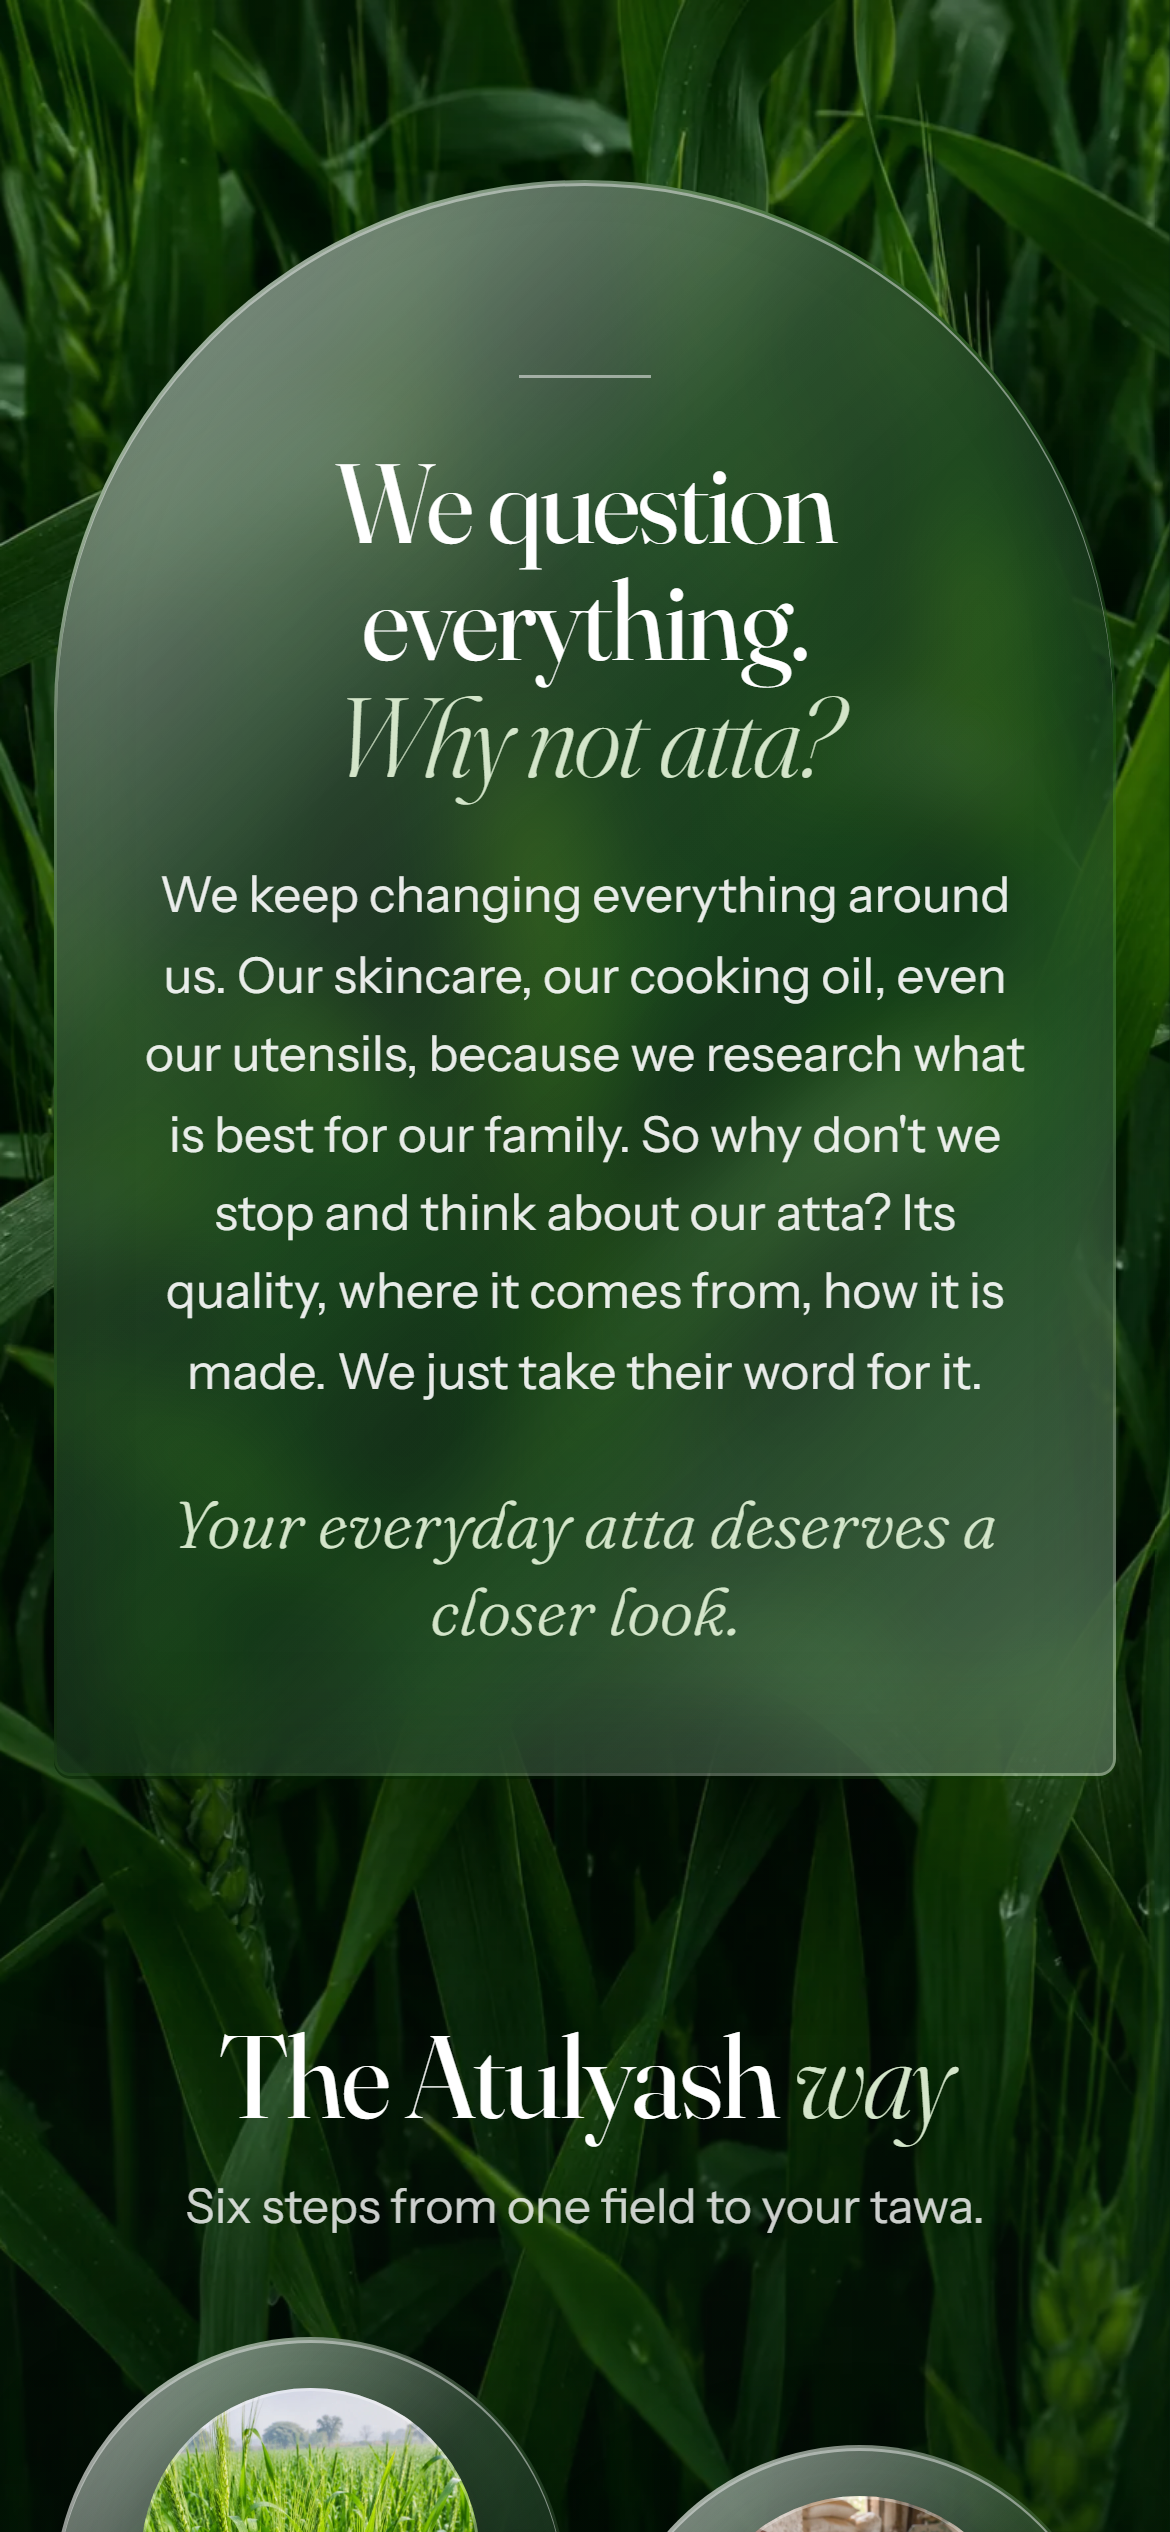 We question
everything.
Why not atta?
We keep changing everything around
us. Our skincare, our cooking oil, even
our utensils, because we research what
is best for our family. So why don't we
stop and think about our atta? Its
quality, where it comes from, how it is
made. We just take their word for it.
Your everyday atta deserves a
closer look.
The Atulyash way
Six steps from one field to your tawa.